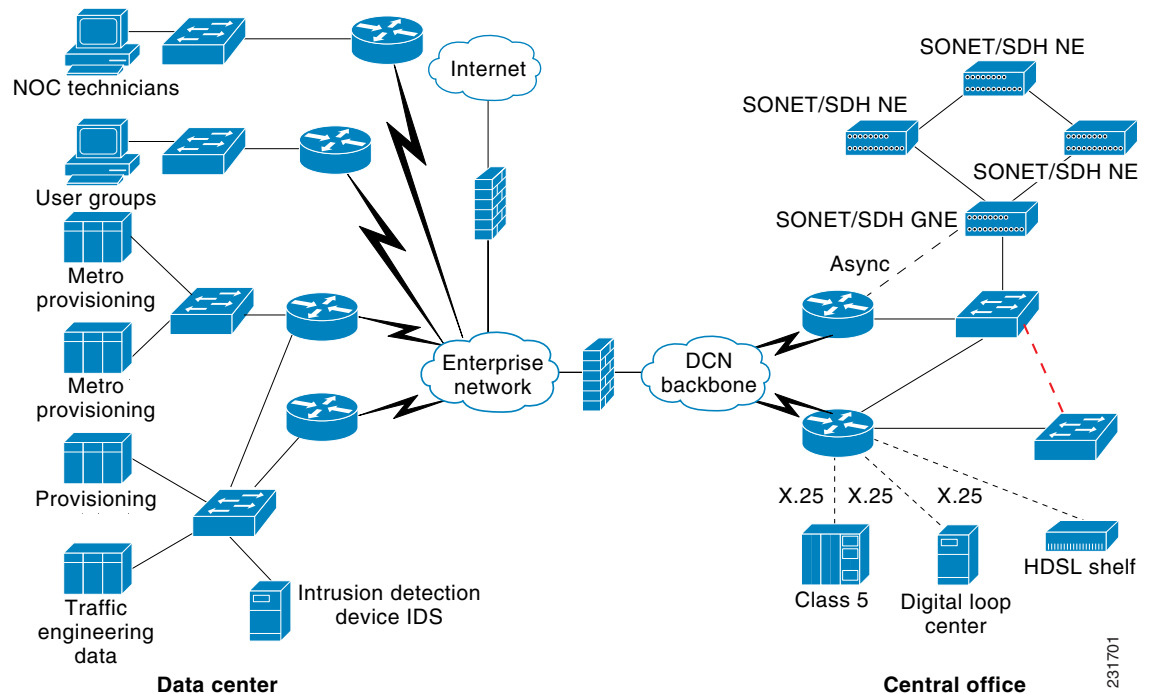 NOC technicians
User groups
Metro
provisioning
Metro
provisioning
Provisioning
Traffic
engineering
data
Intrusion detection
device IDS
Data center
Internet
Enterprise
network
DCN
backbone
SONET/SDH NE
SONET/SDH NE
SONET/SDH NE
SONET/SDH GNE
Async
X.25
X.25
X.25
Class 5
Digital loop
center
HDSL shelf
Central office
231701